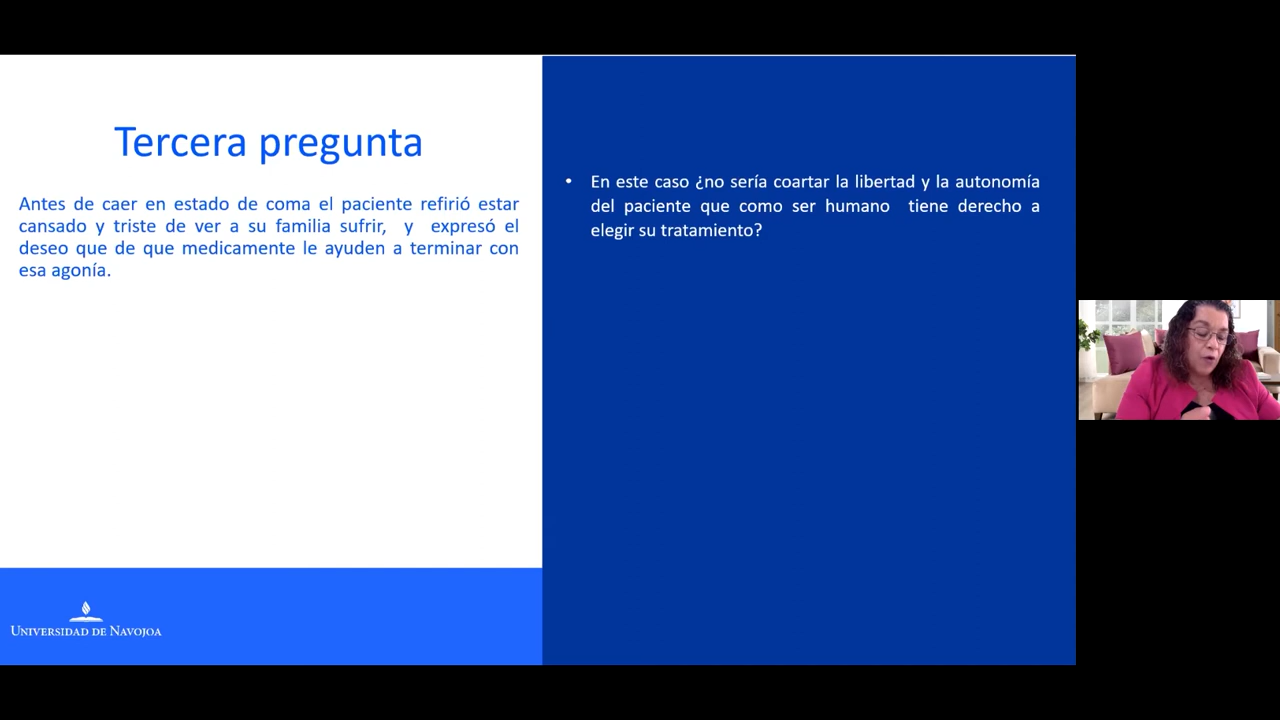 Tercera pregunta
Antes de caer en estado de coma el paciente refirió estar
cansado y triste de ver a su familia sufrir, y expresó el
deseo que de que medicamente le ayuden a terminar con
esa agonía.
• En este caso ¿no sería coartar la libertad y la autonomía
del paciente que como ser humano tiene derecho a
elegir su tratamiento?
UNIVERSIDAD DE NAVOJOA